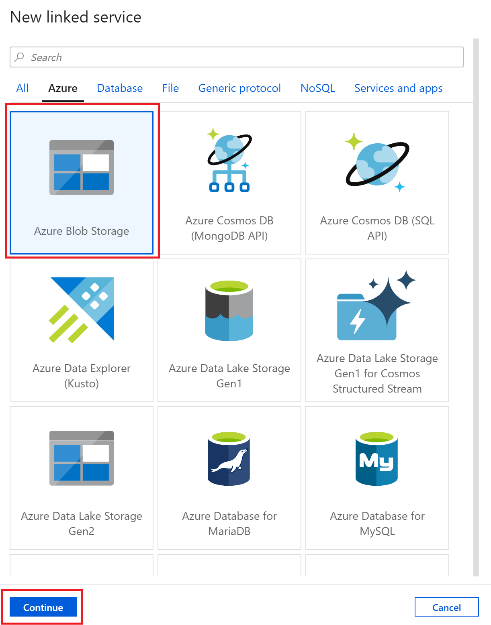 New linked service
Search
All Azure Database File Generic protocol NoSQL Services and apps
Azure Blob Storage
Azure Cosmos DB
(MongoDB API)
Azure Cosmos DB (SQL
API)
Azure Data Explorer
(Kusto)
Azure Data Lake Storage
Gen1
Azure Data Lake Storage
Gen1 for Cosmos
Structured Stream
Azure Data Lake Storage
Gen2
Azure Database for
MariaDB
My
Azure Database for
MySQL
Continue
Cancel